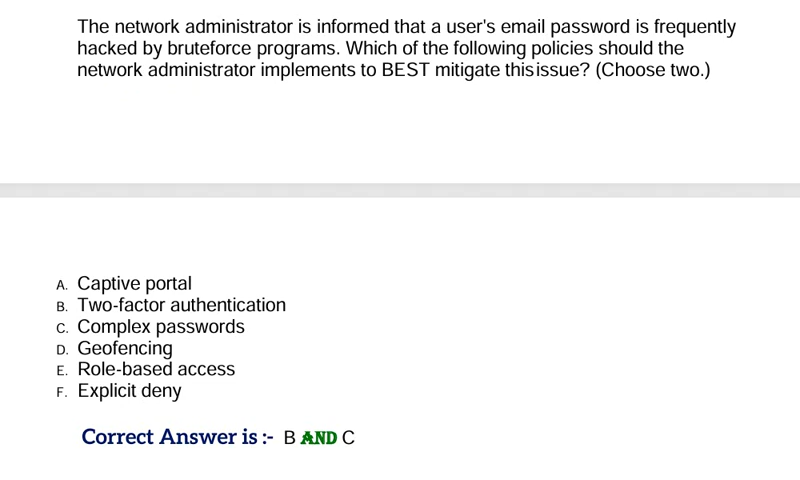 The network administrator is informed that a user's email password is frequently
hacked by bruteforce programs. Which of the following policies should the
network administrator implements to BEST mitigate this issue? (Choose two.)
A. Captive portal
B. Two-factor authentication
C. Complex passwords
D. Geofencing
E. Role-based access
F. Explicit deny
Correct Answer is :- B AND C